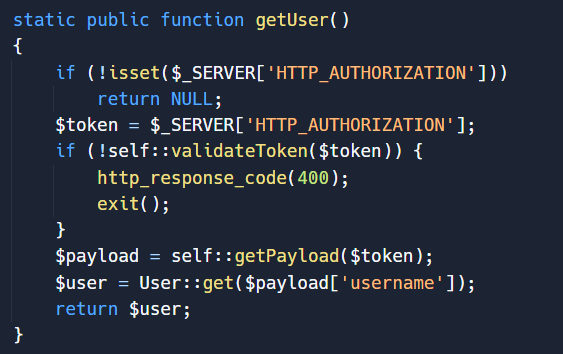 static public function getUser()
{
    if (!isset($_SERVER['HTTP_AUTHORIZATION']))
        return NULL;
    $token = $_SERVER['HTTP_AUTHORIZATION'];
    if (!self::validateToken($token)) {
        http_response_code(400);
        exit();
    }
    $payload = self::getPayload($token);
    $user = User::get($payload['username']);
    return $user;
}